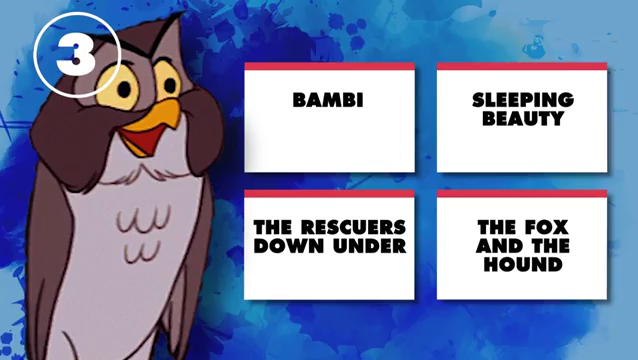 3
BAMBI
SLEEPING
BEAUTY
THE RESCUERS
DOWN UNDER
THE FOX
AND THE
HOUND